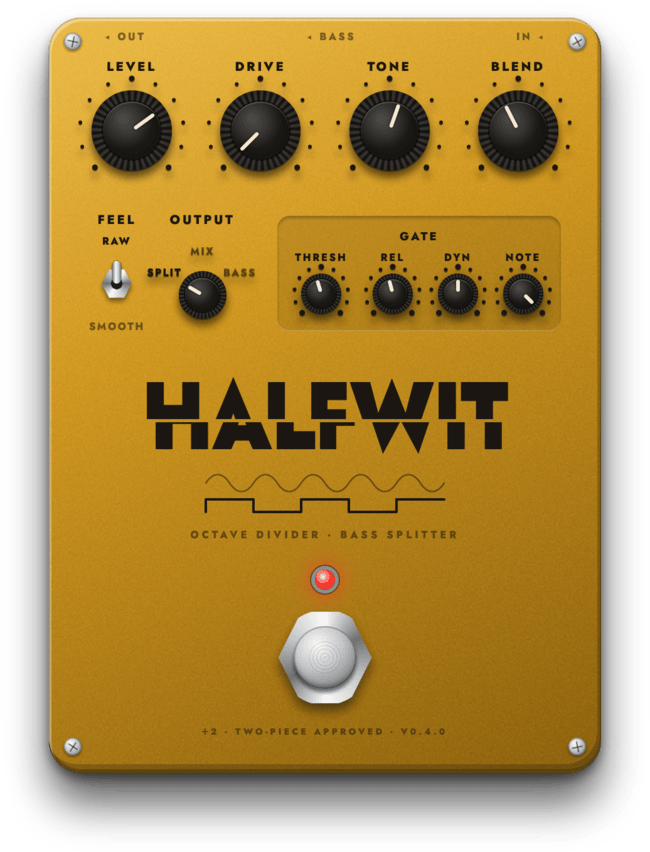 ◂ OUT ◂ BASS IN ◂
LEVEL DRIVE TONE BLEND
FEEL OUTPUT
RAW
GATE
MIX
THRESH REL DYN NOTE
SPLIT BASS
SMOOTH
HALFWIT
OCTAVE DIVIDER · BASS SPLITTER
÷2 · TWO-PIECE APPROVED · V0.4.0